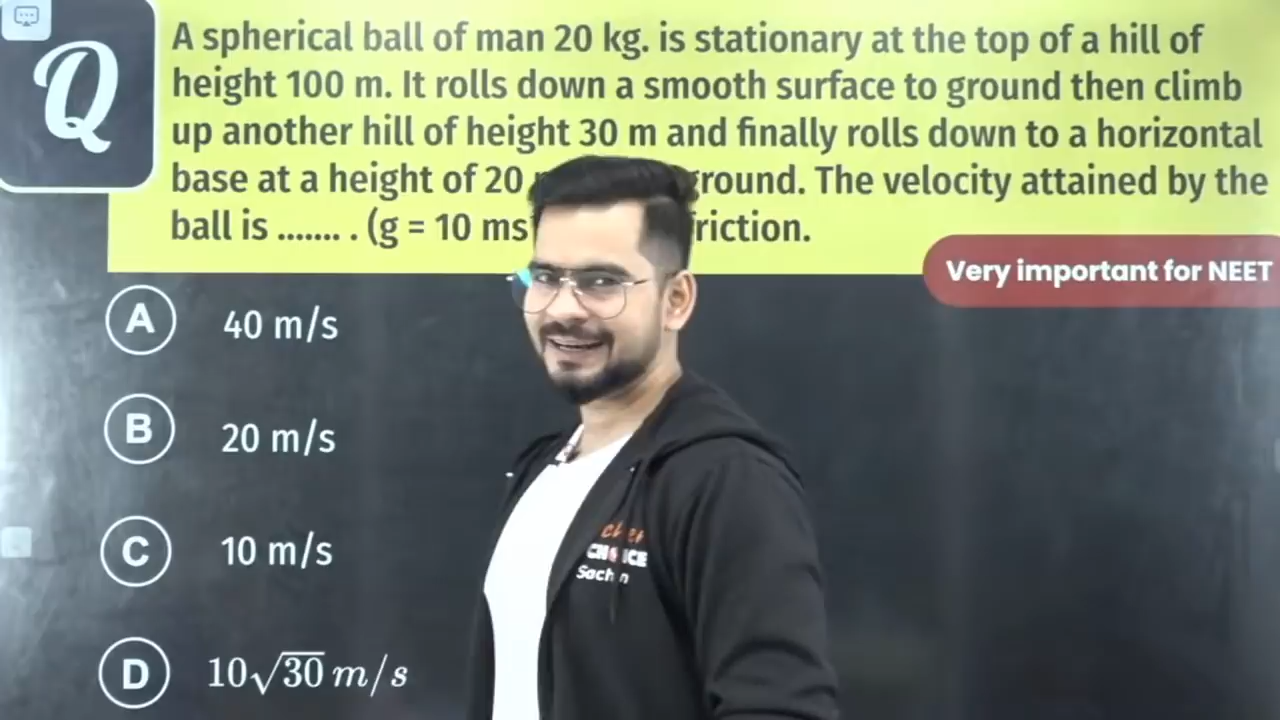 Q
A spherical ball of man 20 kg. is stationary at the top of a hill of
height 100 m. It rolls down a smooth surface to ground then climb
up another hill of height 30 m and finally rolls down to a horizontal
base at a height of 20 ground. The velocity attained by the
ball is ....... . (g = 10 ms riction.
Very important for NEET
A 40 m/s
B 20 m/s
C 10 m/s
D 10√30 m/s
CH ICE
Sach n